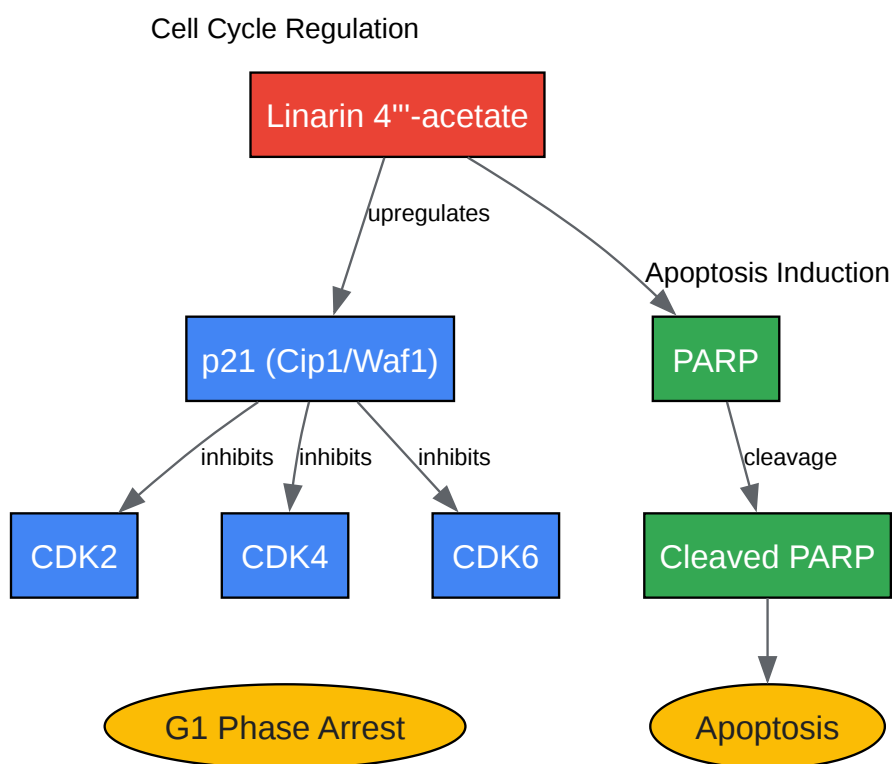 Cell Cycle Regulation
Linarin 4'''-acetate
upregulates
Apoptosis Induction
p21 (Cip1/Waf1)
PARP
inhibits
inhibits
inhibits
cleavage
CDK2
CDK4
CDK6
Cleaved PARP
G1 Phase Arrest
Apoptosis